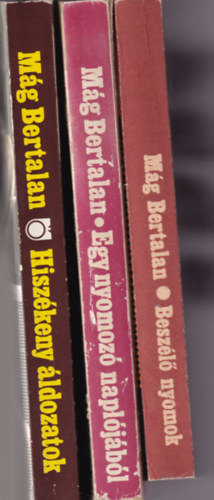 Mág Bertalan Hiszékeny áldozatok
Mág Bertalan • Egy nyomozó naplójából
Mág Bertalan • Beszélő nyomok